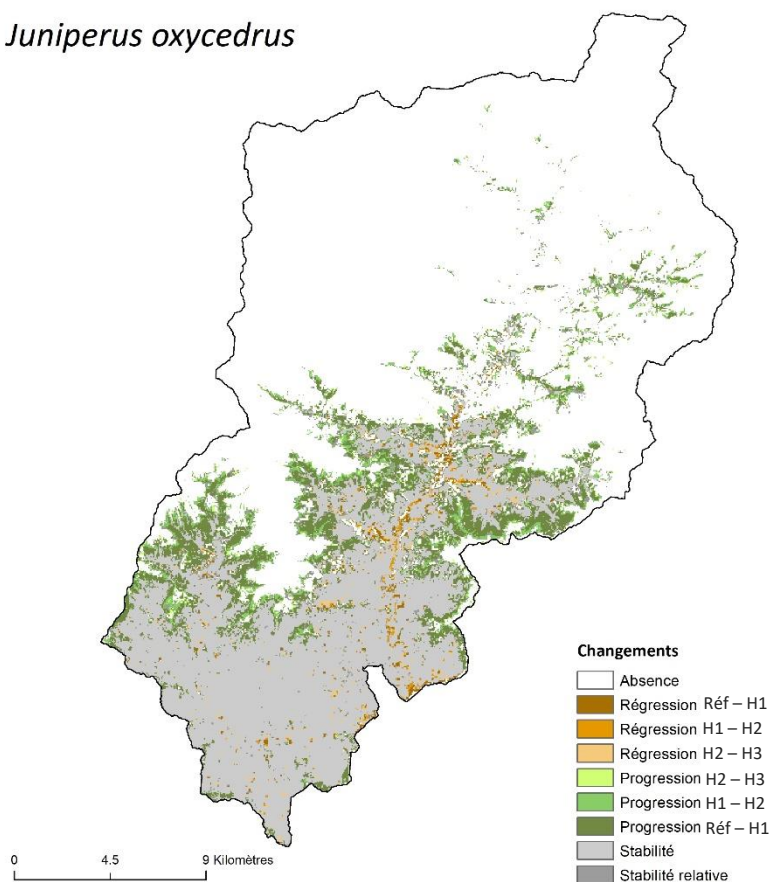 Juniperus oxycedrus
Changements
Absence
Régression Réf – H1
Régression H1 – H2
Régression H2 – H3
Progression H2 – H3
Progression H1 – H2
Progression Réf – H1
Stabilité
Stabilité relative
0 4.5 9 Kilomètres